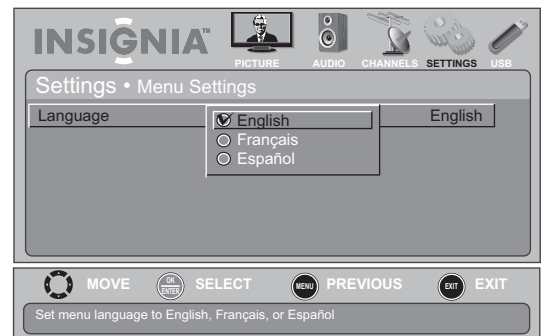 INSIGNIA™
PICTURE AUDIO CHANNELS SETTINGS USB
Settings • Menu Settings
Language English
English
Français
Español
MOVE OK ENTER SELECT MENU PREVIOUS EXIT EXIT
Set menu language to English, Français, or Español